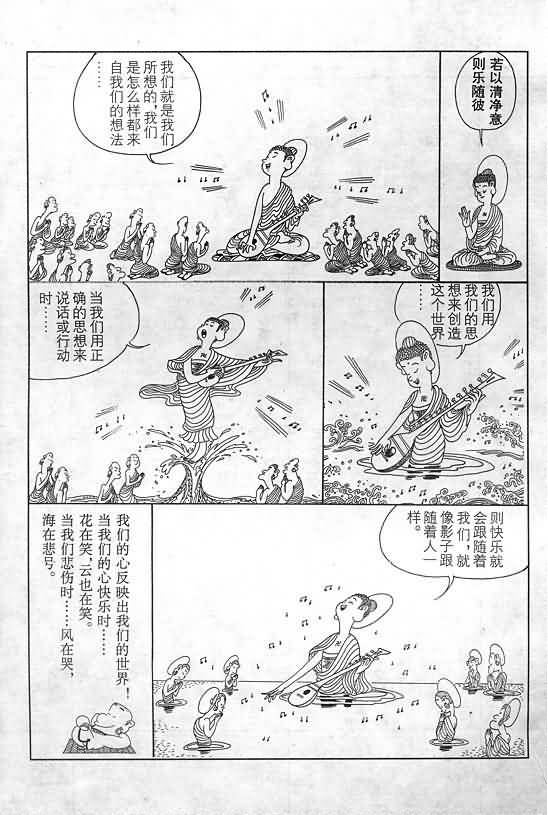 若以清净意
则乐随彼
我们就是我们
所想的，我们
是怎么样都来
自我们的想法
……
我们用
我们的思
想来创造
这个世界
……
当我们用正
确的思想来
说话或行动
时……
则快乐就
会跟随着
我们，就
像影子跟
随着人一
样。
我们的心反映出我们的世界！
当我们的心快乐时……
花在笑，云也在笑。
当我们悲伤时……风在哭，
海在悲号。